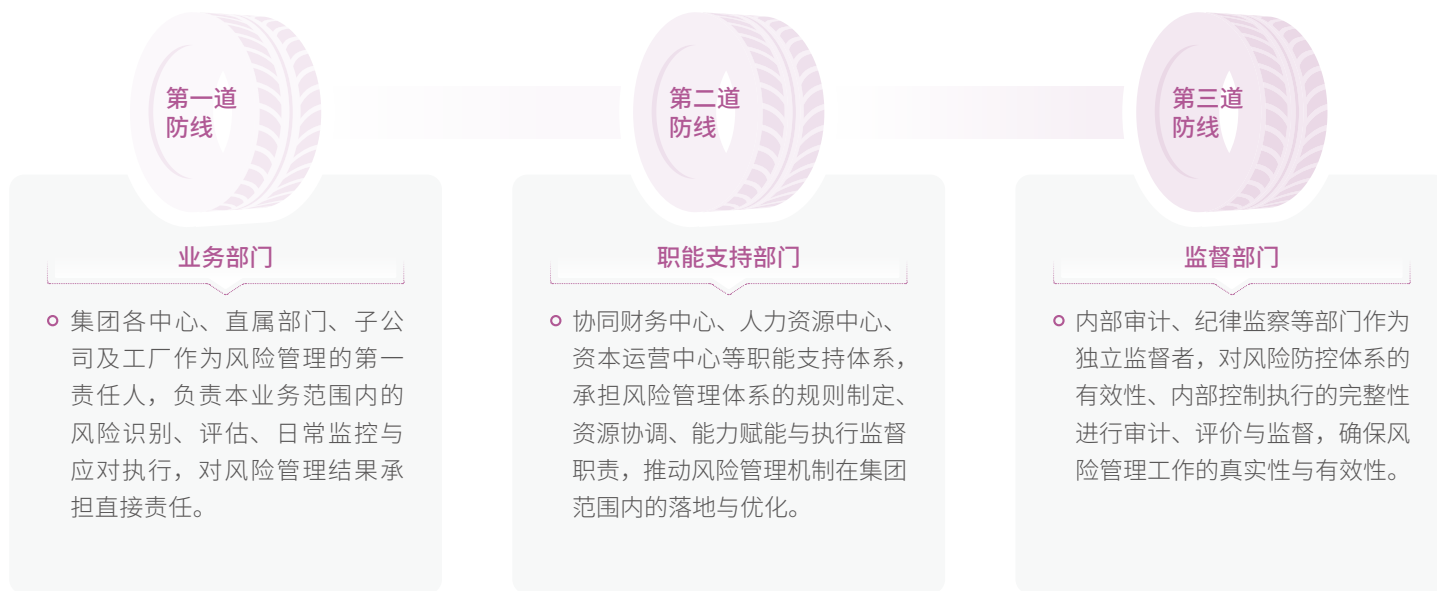 第一道
防线
业务部门
集团各中心、直属部门、子公
司及工厂作为风险管理的第一
责任人，负责本业务范围内的
风险识别、评估、日常监控与
应对执行，对风险管理结果承
担直接责任。
第二道
防线
职能支持部门
协同财务中心、人力资源中心、
资本运营中心等职能支持体系，
承担风险管理体系的规则制定、
资源协调、能力赋能与执行监督
职责，推动风险管理机制在集团
范围内的落地与优化。
第三道
防线
监督部门
内部审计、纪律监察等部门作为
独立监督者，对风险防控体系的
有效性、内部控制执行的完整性
进行审计、评价与监督，确保风
险管理工作的真实性与有效性。